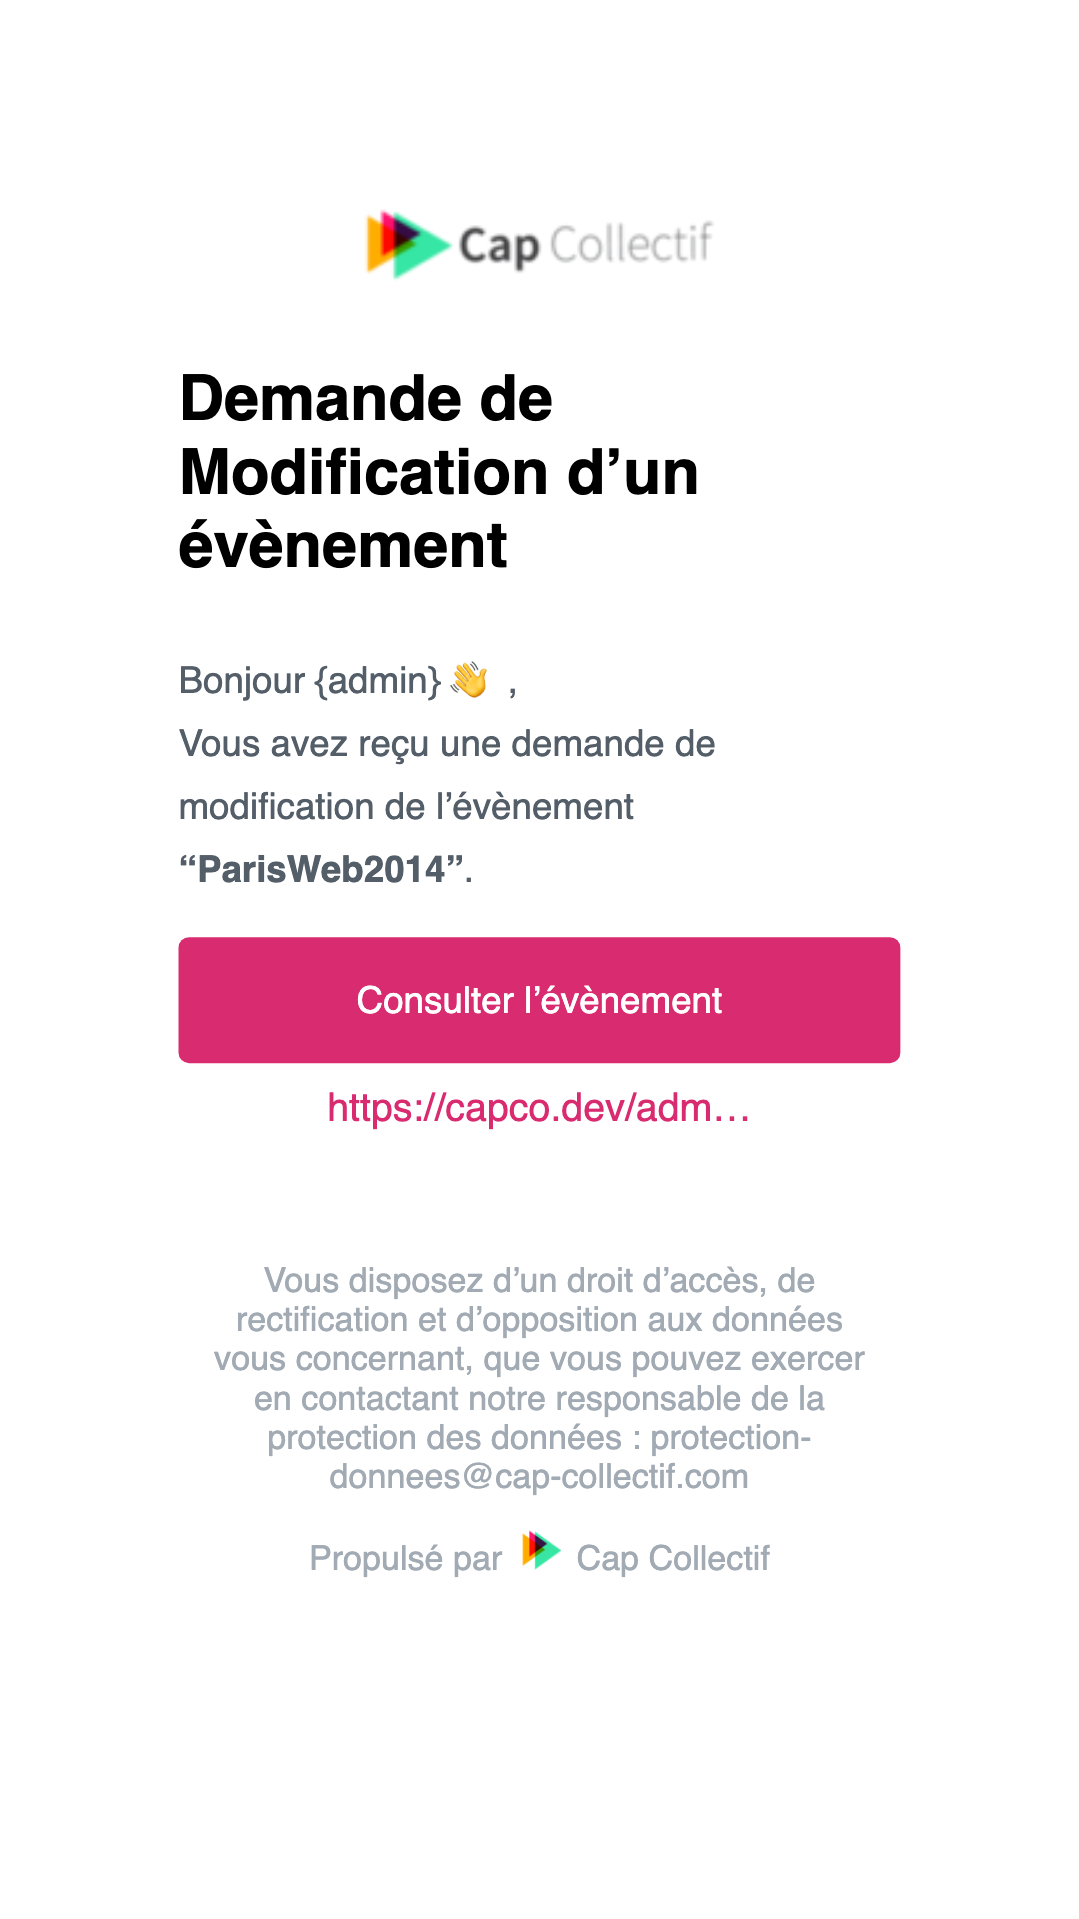 Cap Collectif
Demande de
Modification d’un
évènement
Bonjour {admin} 👋 ,
Vous avez reçu une demande de
modification de l’évènement
“ParisWeb2014”.
Consulter l’évènement
https://capco.dev/adm…
Vous disposez d’un droit d’accès, de
rectification et d’opposition aux données
vous concernant, que vous pouvez exercer
en contactant notre responsable de la
protection des données : protection-
donnees@cap-collectif.com
Propulsé par Cap Collectif